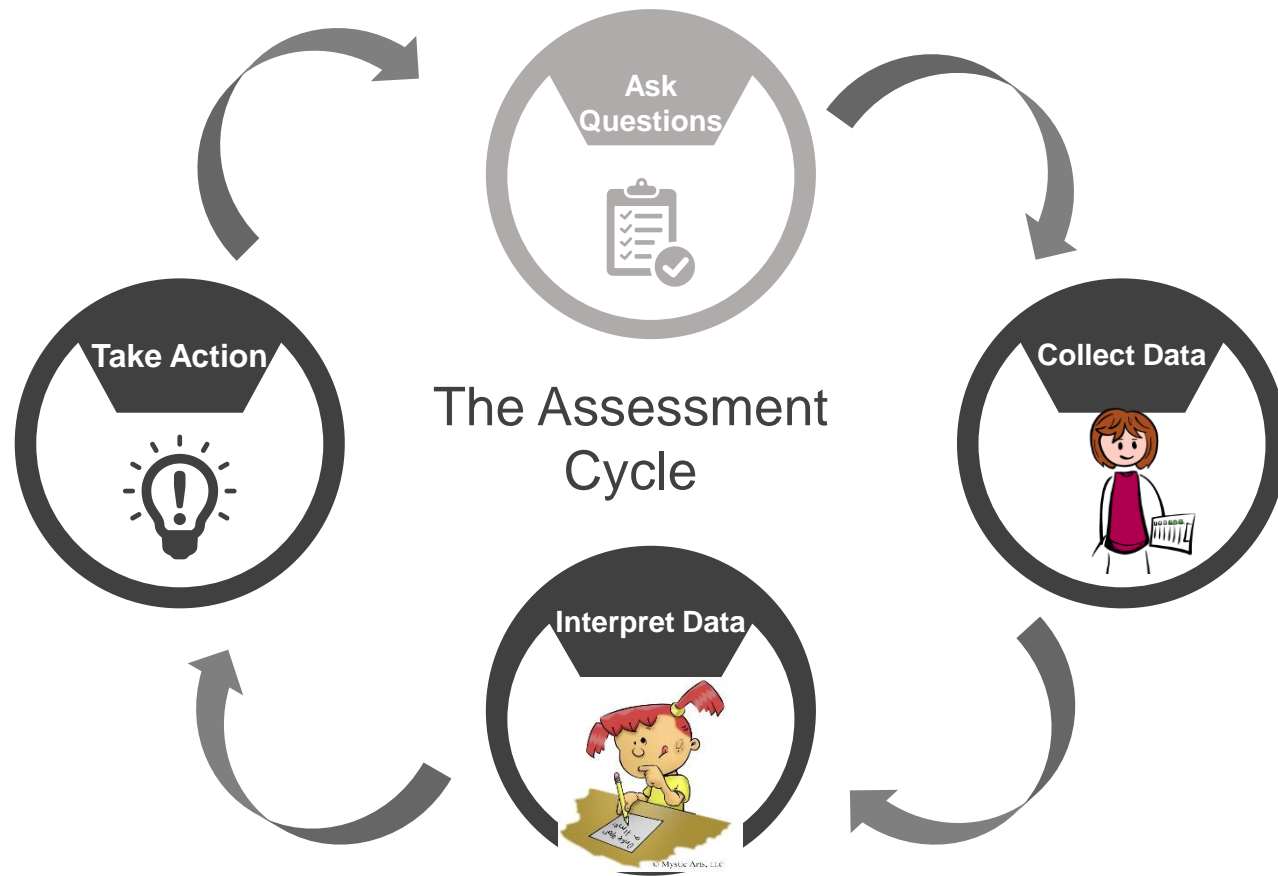 Ask
Questions
Take Action
Collect Data
The Assessment
Cycle
Interpret Data
© Mystic Arts, LLC